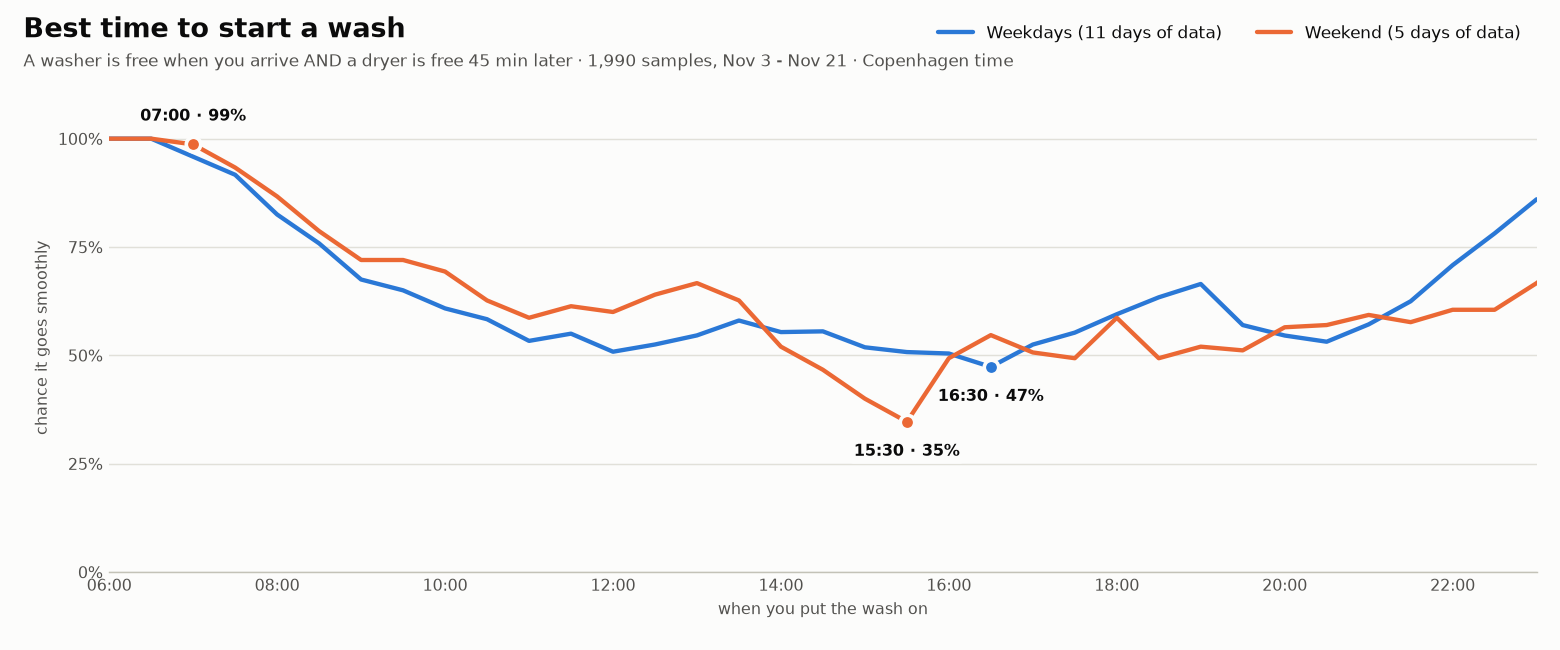 Best time to start a wash
Weekdays (11 days of data)
Weekend (5 days of data)
A washer is free when you arrive AND a dryer is free 45 min later · 1,990 samples, Nov 3 - Nov 21 · Copenhagen time
07:00 · 99%
100%
75%
50%
25%
0%
chance it goes smoothly
16:30 · 47%
15:30 · 35%
06:00 08:00 10:00 12:00 14:00 16:00 18:00 20:00 22:00
when you put the wash on